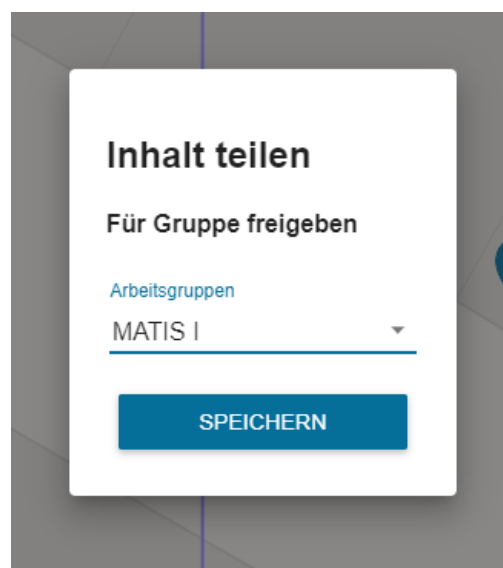 Inhalt teilen
Für Gruppe freigeben
Arbeitsgruppen
MATIS I
SPEICHERN